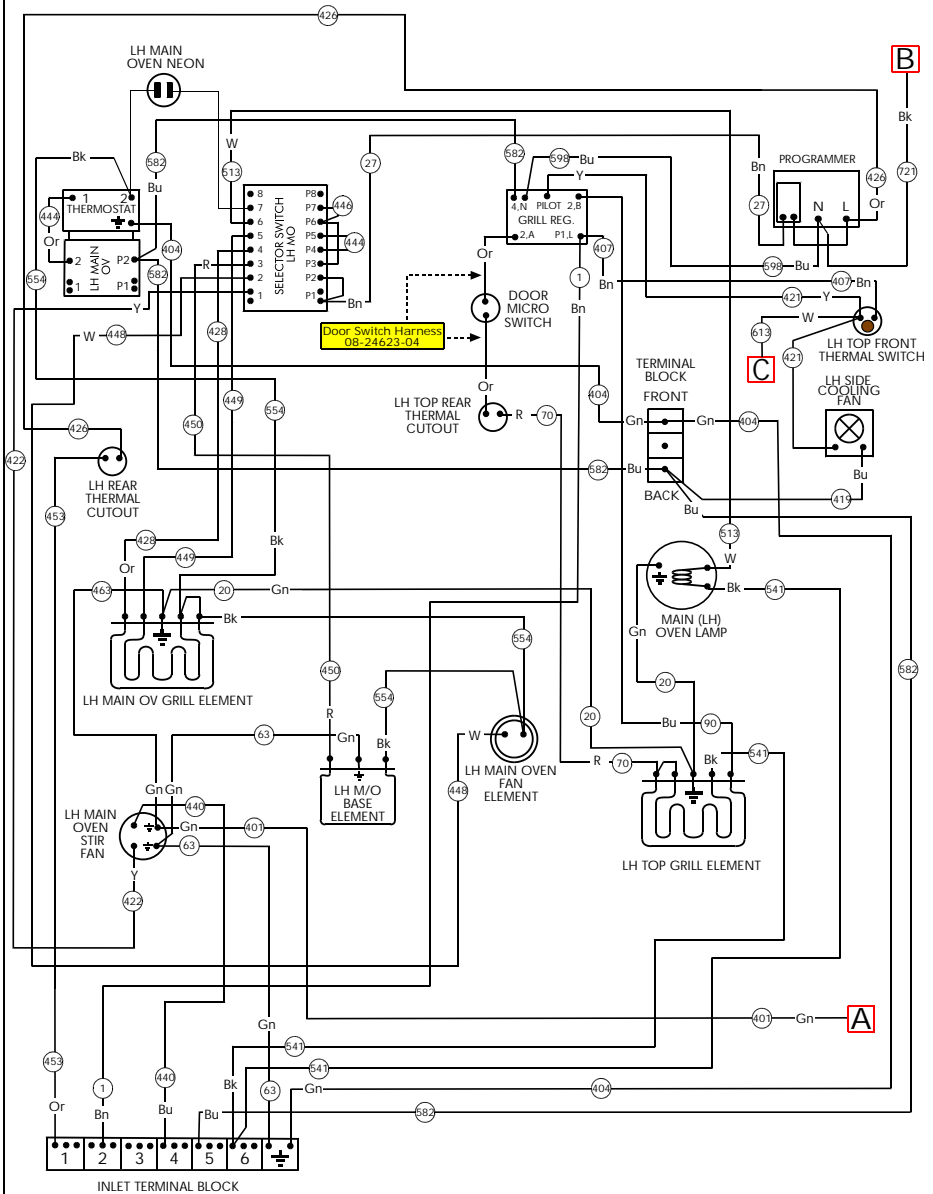 426
LH MAIN
OVEN NEON
B
Bk
W
582
513
Bk
582
Bu
27
582
598 Bu
Y
Bn
PROGRAMMER
426
721
Or
1 2
THERMOSTAT
444
Or
404
2 P2
LH MAIN
OV
1 P1
582
554
Y
8 P8
7 P7
6 P6
5 P5
4 P4
3 P3
2 P2
1 P1
SELECTOR SWITCH
LH MO
446
444
R
Bn
4,N PILOT 2,B
GRILL REG.
2,A P1,L
407
Or
1
Bn
Bn
27
N L
598 Bu
407 Bn
421 Y
W
613
C
421
LH TOP FRONT
THERMAL SWITCH
W 448
428
Door Switch Harness
08-24623-04
DOOR
MICRO
SWITCH
TERMINAL
BLOCK
FRONT
LH SIDE
COOLING
FAN
449
554
450
Or
LH TOP REAR
THERMAL
CUTOUT
R 70
404
Gn Gn 404
426
422
LH REAR
THERMAL
CUTOUT
453
582 Bu
BACK
Bu
Bu
419
428
Or
449
Bk
513
W
463
20 Gn
Bk
Bk 541
MAIN (LH)
OVEN LAMP
Gn
554
LH MAIN OV GRILL ELEMENT
450
R
554
20
20
582
63
Gn
Bk
W
LH MAIN OVEN
FAN
ELEMENT
Bu 90
R 70
Bk
541
Gn Gn
LH M/O
BASE
ELEMENT
448
LH MAIN
OVEN
STIR
FAN
440
Gn 401
63
LH TOP GRILL ELEMENT
Y
422
Gn
401 Gn A
453
541
541
440
1
Bk
63
Gn
404
Or
Bn
Bu
Bu
582
1 2 3 4 5 6
INLET TERMINAL BLOCK